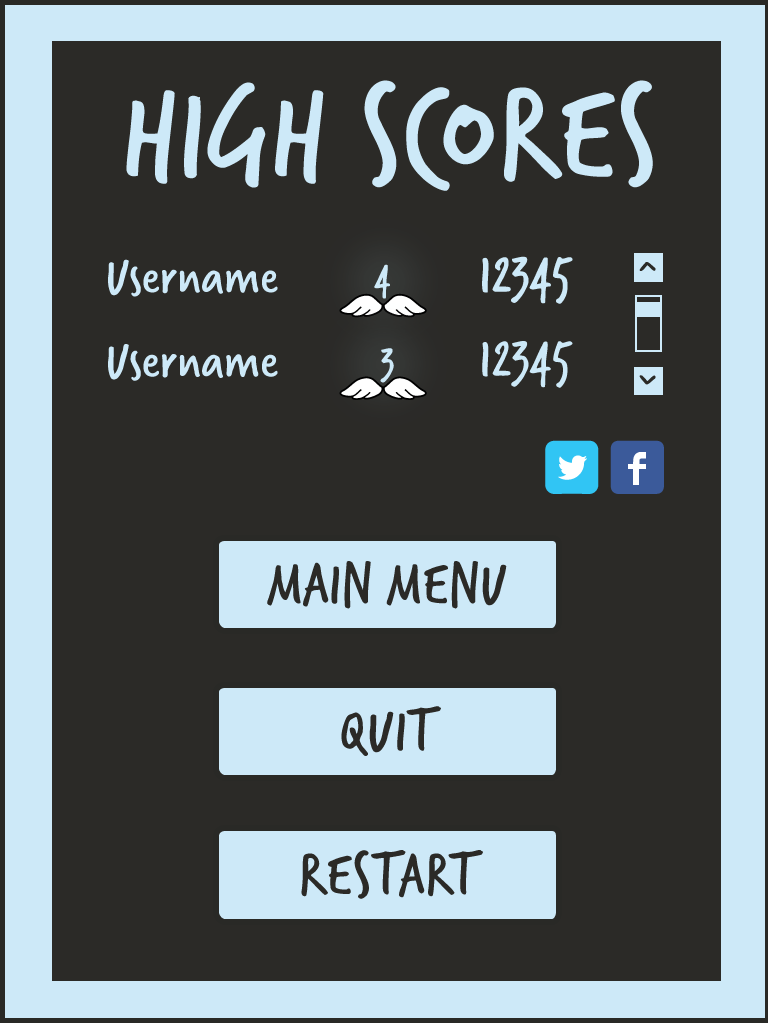 HIGH SCORES
Username 4 12345
Username 3 12345
MAIN MENU
QUIT
RESTART